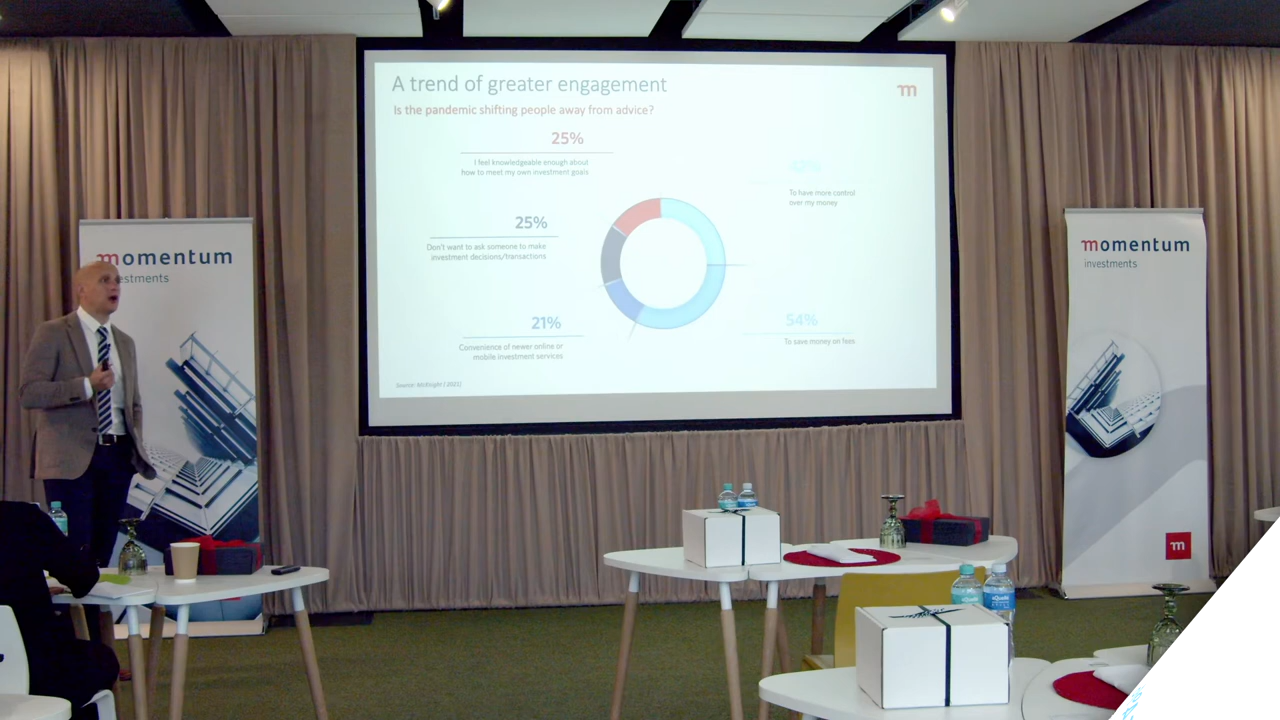 A trend of greater engagement
m
Is the pandemic shifting people away from advice?
25%
I feel knowledgeable enough about
how to meet my own investment goals
To have more control
over my money
25%
Don't want to ask someone to make
investment decisions/transactions
21%
Convenience of newer online or
mobile investment services
54%
To save money on fees
momentum
estments
momentum
investments
m